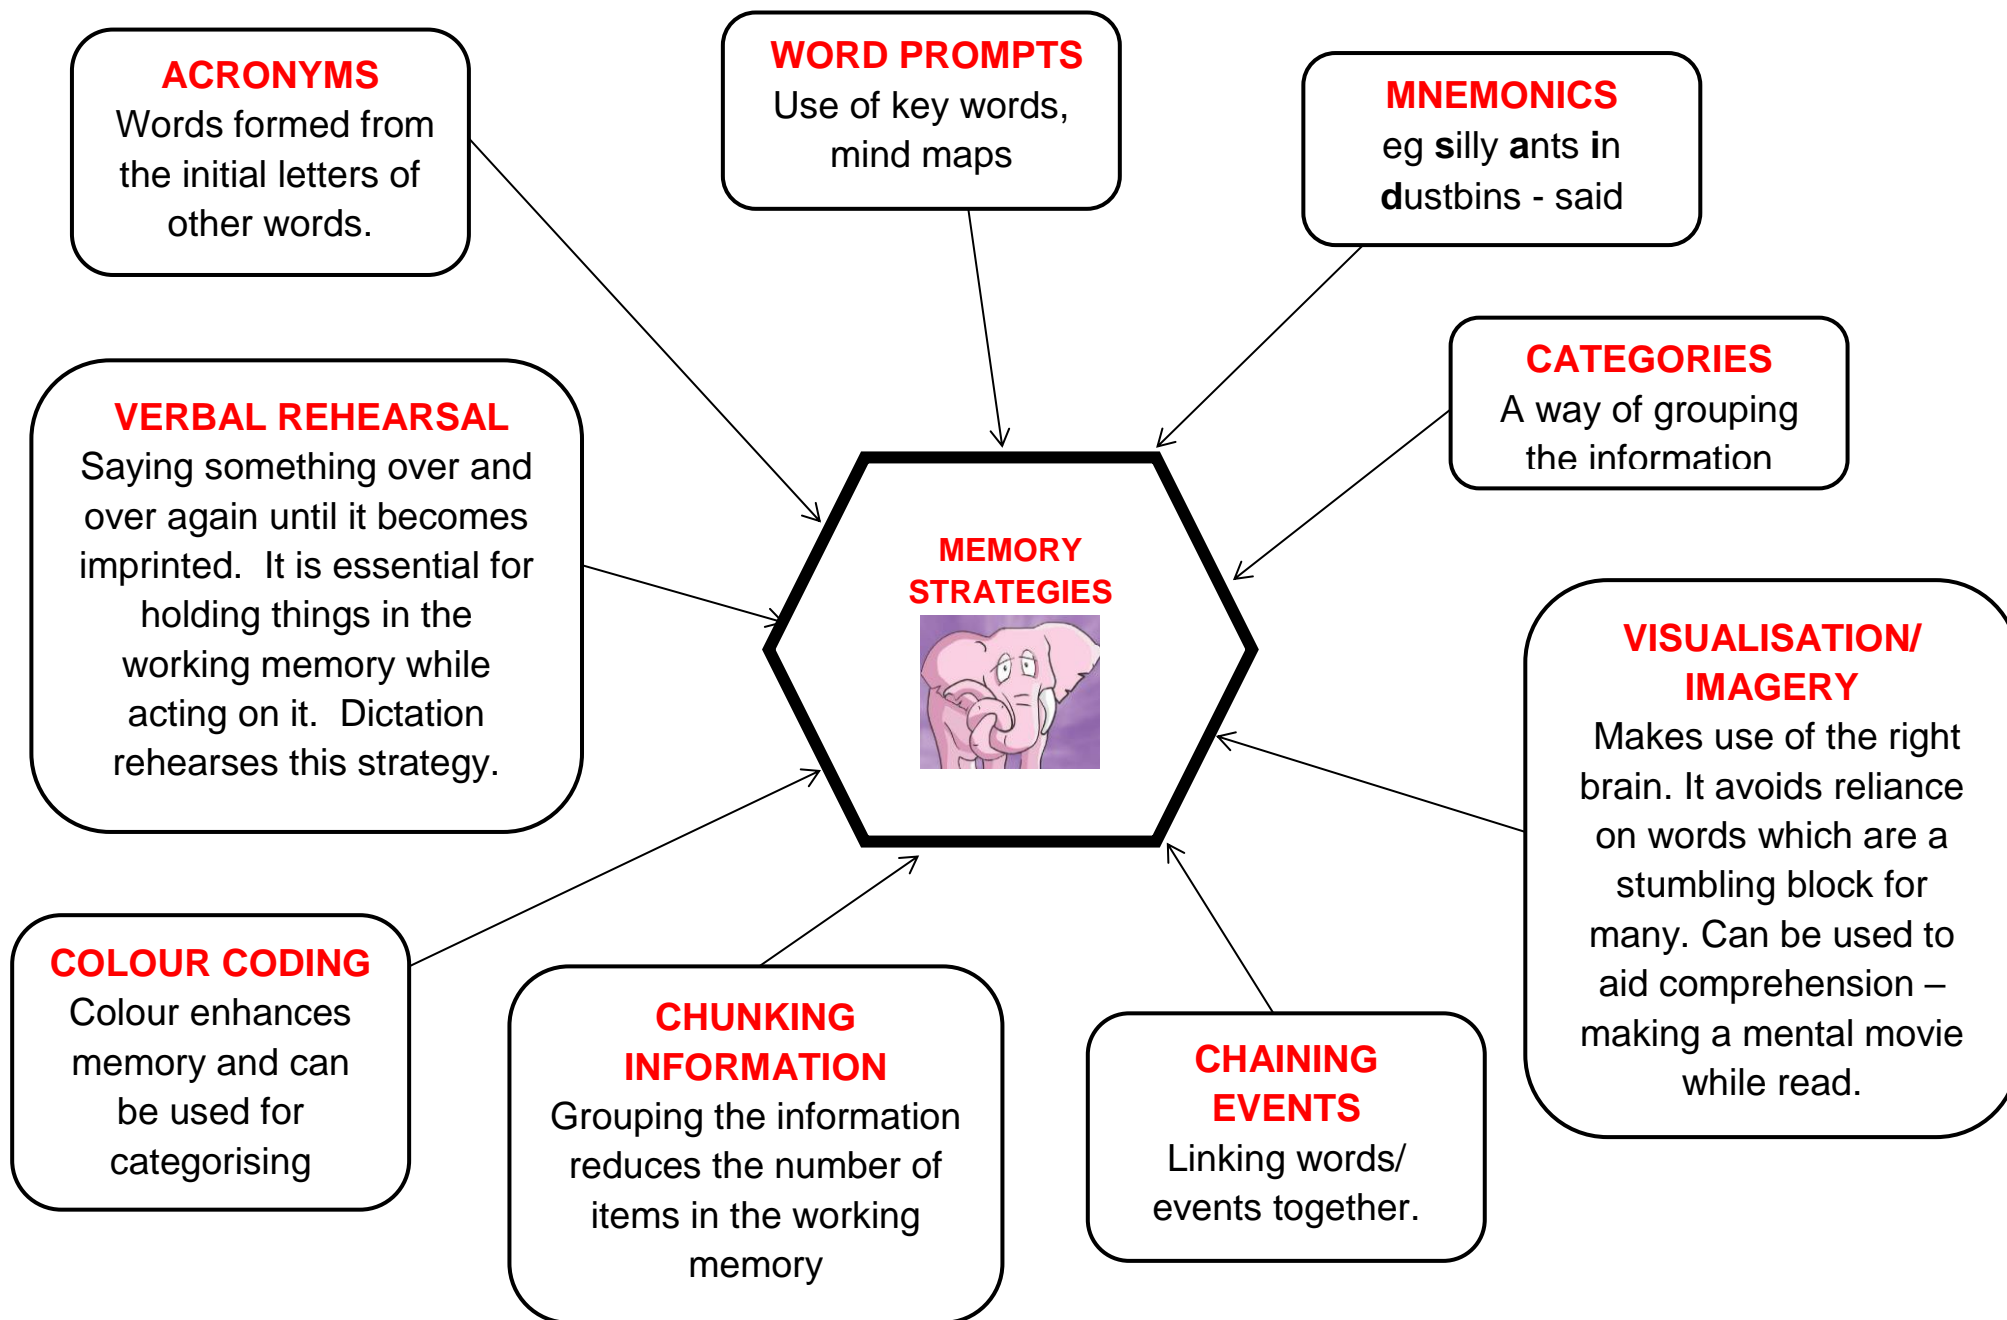 ACRONYMS
Words formed from
the initial letters of
other words.
WORD PROMPTS
Use of key words,
mind maps
MNEMONICS
eg silly ants in
dustbins - said
CATEGORIES
A way of grouping
the information
VERBAL REHEARSAL
Saying something over and
over again until it becomes
imprinted.  It is essential for
holding things in the
working memory while
acting on it.  Dictation
rehearses this strategy.
MEMORY
STRATEGIES
VISUALISATION/
IMAGERY
Makes use of the right
brain. It avoids reliance
on words which are a
stumbling block for
many. Can be used to
aid comprehension –
making a mental movie
while read.
COLOUR CODING
Colour enhances
memory and can
be used for
categorising
CHUNKING
INFORMATION
Grouping the information
reduces the number of
items in the working
memory
CHAINING
EVENTS
Linking words/
events together.